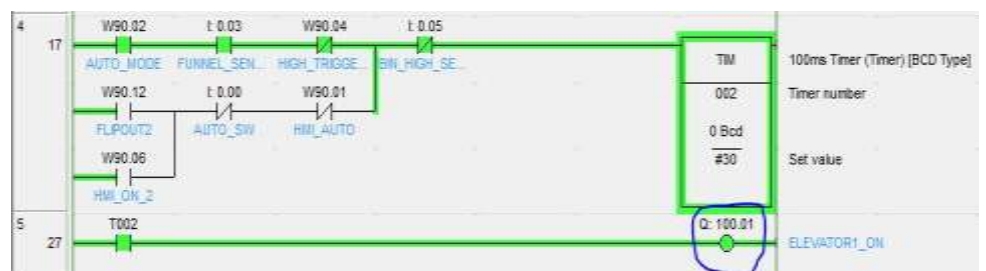 4 W90.02 I: 0.03 W90.04 I: 0.05
17 TIM 100ms Timer (Timer) [BCD Type]
AUTO_MODE FUNNEL_SEN... HIGH_TRIGGE... BIN_HIGH_SE...
W90.12 I: 0.00 W90.01 002 Timer number
FLIPOUT2 AUTO_SW HMI_AUTO 0 Bcd
W90.06 #30 Set value
HMI_ON_2
5 T002 Q: 100.01
27 ELEVATOR1_ON